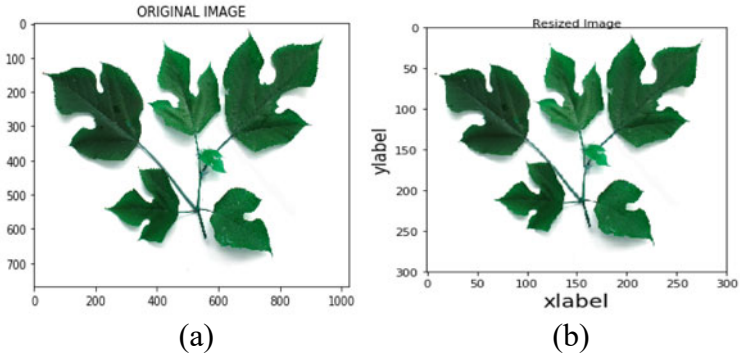 ORIGINAL IMAGE
0
100
200
300
400
500
600
700
0 200 400 600 800 1000
(a)
Resized Image
ylabel
0
50
100
150
200
250
300
0 50 100 150 200 250 300
xlabel
(b)